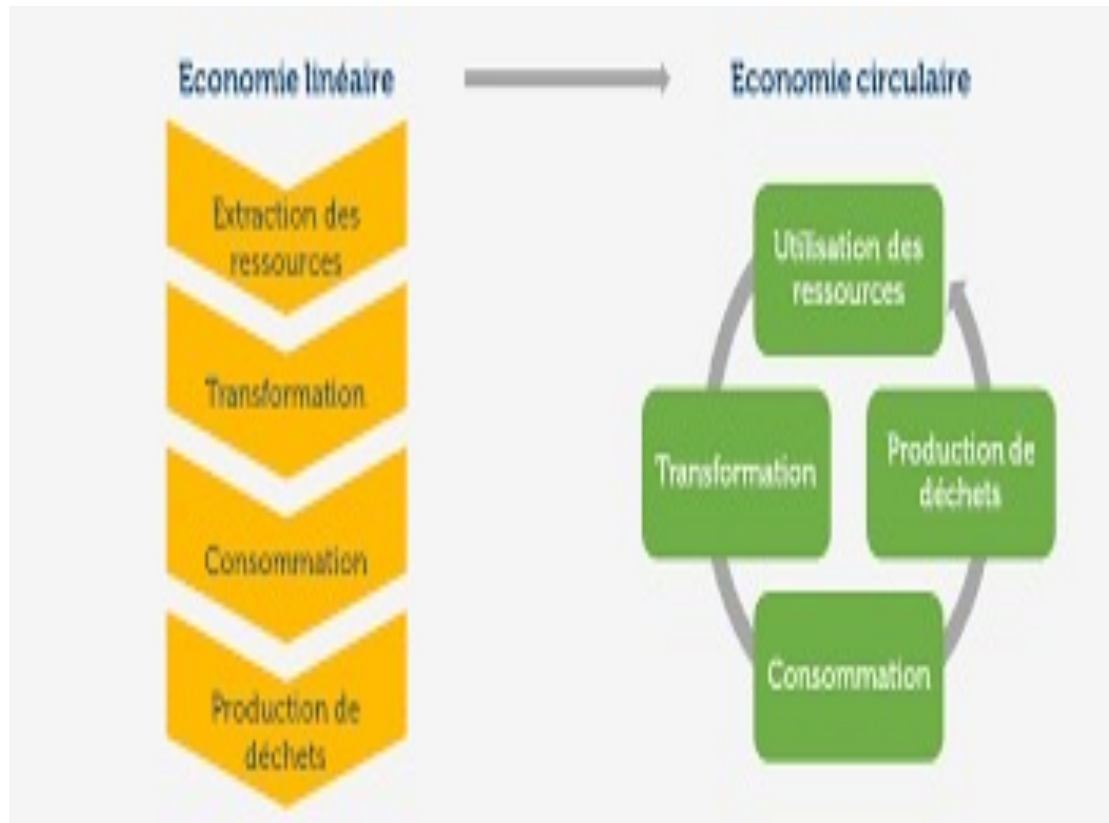 Economie linéaire
Economie circulaire
Extraction des
ressources
Transformation
Consommation
Production de
déchets
Utilisation des
ressources
Transformation
Production de
déchets
Consommation